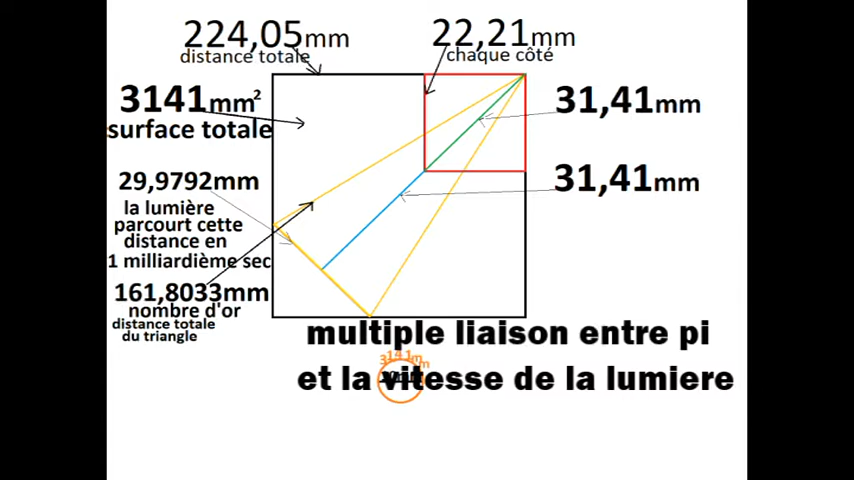 224,05mm
distance totale
22,21mm
chaque côté
3141mm²
surface totale
31,41mm
29,9792mm
la lumière
parcourt cette
distance en
1 milliardième sec
31,41mm
161,8033mm
nombre d'or
distance totale
du triangle
multiple liaison entre pi
31,41mm
et la vitesse de la lumiere